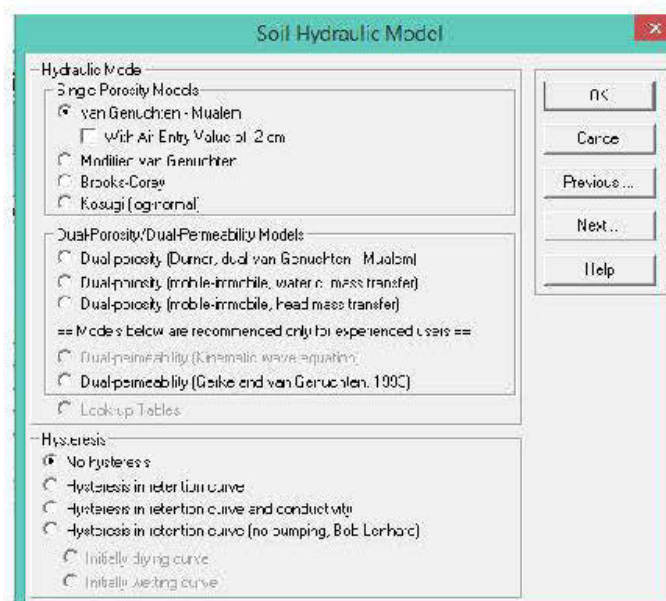 Soil Hydraulic Model
Hydraulic Model
Single Porosity Models
van Genuchten - Mualem
With Air Entry Value of -2 cm
Modified van Genuchten
Brooks-Corey
Kosugi (log-normal)
Dual-Porosity/Dual-Permeability Models
Dual-porosity (Durner, dual van Genuchten - Mualem)
Dual-porosity (mobile-immobile, water c. mass transfer)
Dual-porosity (mobile-immobile, head mass transfer)
== Models below are recommended only for experienced users ==
Dual-permeability (Kinematic wave equation)
Dual-permeability (Gerke and van Genuchten, 1993)
Look-up Tables
Hysteresis
No hysteresis
Hysteresis in retention curve
Hysteresis in retention curve and conductivity
Hysteresis in retention curve (no pumping, Bob Lenhard)
Initially drying curve
Initially wetting curve
OK
Cancel
Previous ...
Next ...
Help